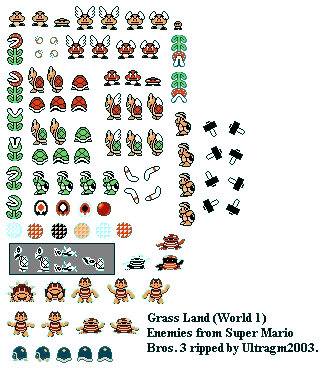 Grass Land (World 1)
Enemies from Super Mario
Bros. 3 ripped by Ultragm2003.